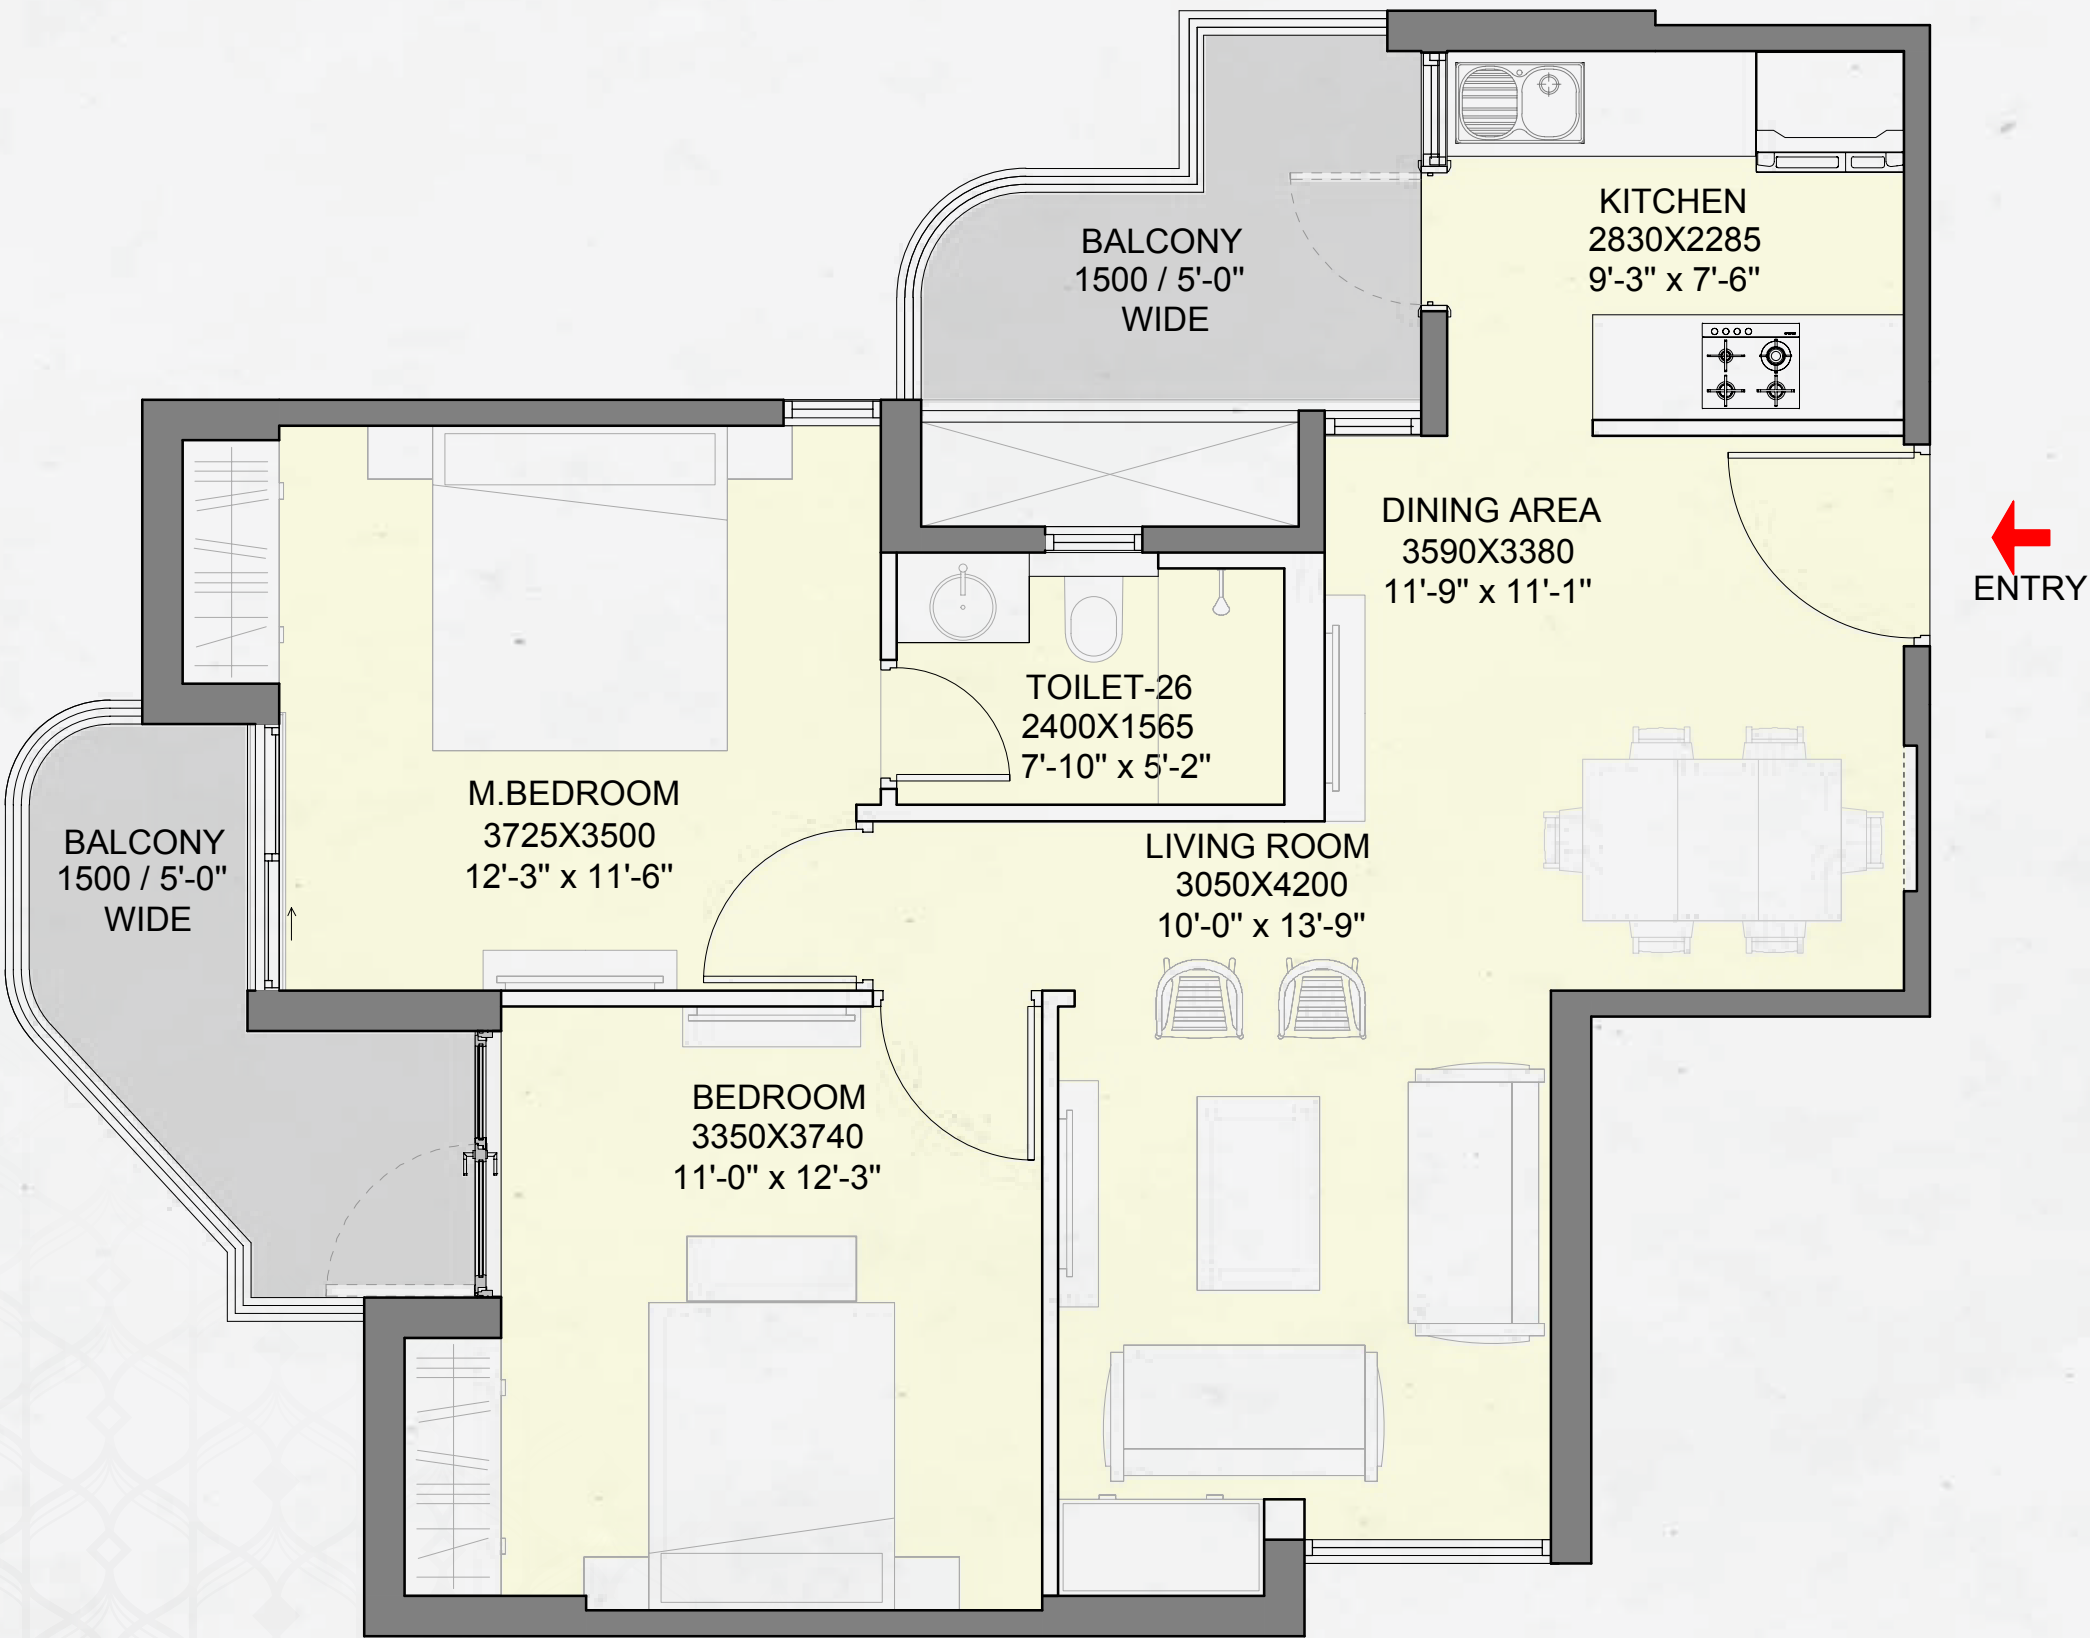 KITCHEN
2830X2285
9'-3" x 7'-6"
BALCONY
1500 / 5'-0"
WIDE
DINING AREA
3590X3380
11'-9" x 11'-1"
ENTRY
TOILET-26
2400X1565
7'-10" x 5'-2"
M.BEDROOM
3725X3500
12'-3" x 11'-6"
BALCONY
1500 / 5'-0"
WIDE
LIVING ROOM
3050X4200
10'-0" x 13'-9"
BEDROOM
3350X3740
11'-0" x 12'-3"